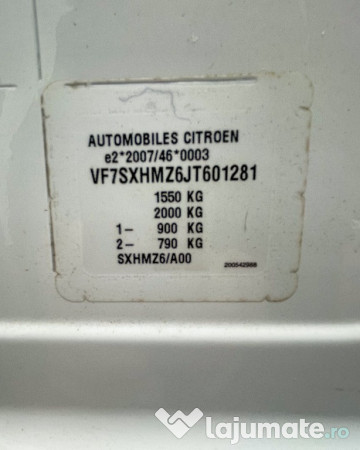 AUTOMOBILES CITROEN
e2*2007/46*0003
VF7SXHMZ6JT601281
1550 KG
2000 KG
1- 900 KG
2- 790 KG
SXHMZ6/A00
lajumate.ro